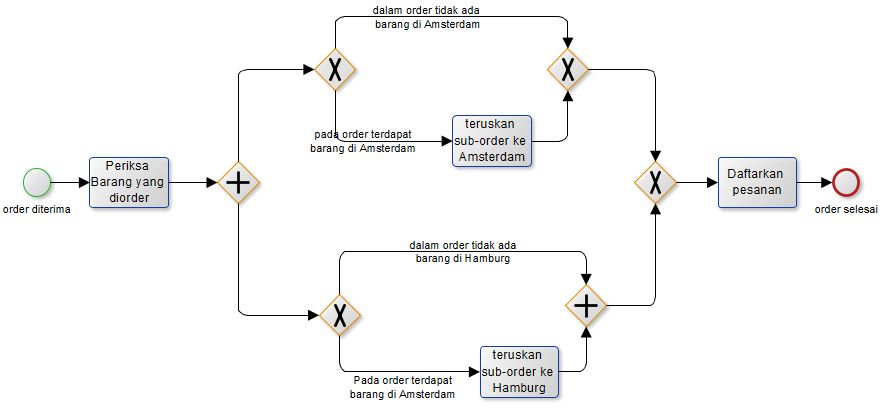 dalam order tidak ada
barang di Amsterdam
pada order terdapat
barang di Amsterdam
teruskan
sub-order ke
Amsterdam
order diterima
Periksa
Barang yang
diorder
Daftarkan
pesanan
order selesai
dalam order tidak ada
barang di Hamburg
Pada order terdapat
barang di Amsterdam
teruskan
sub-order ke
Hamburg